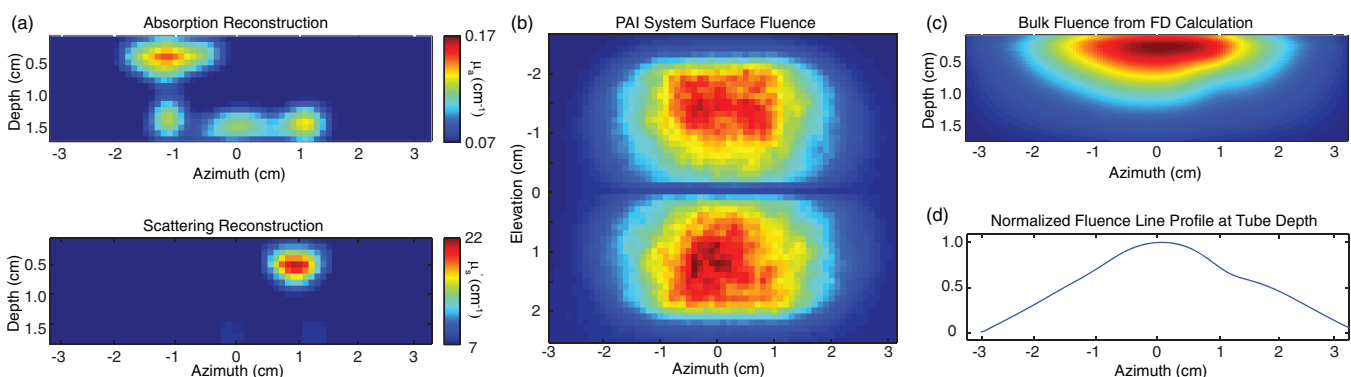 (a)
Absorption Reconstruction
0.17
μa (cm⁻¹)
0.07
Depth (cm)
0.5
1.0
1.5
-3 -2 -1 0 1 2 3
Azimuth (cm)
Scattering Reconstruction
22
μs' (cm⁻¹)
7
Depth (cm)
0.5
1.0
1.5
-3 -2 -1 0 1 2 3
Azimuth (cm)
(b)
PAI System Surface Fluence
Elevation (cm)
-2
-1
0
1
2
-3 -2 -1 0 1 2 3
Azimuth (cm)
(c)
Bulk Fluence from FD Calculation
Depth (cm)
0.5
1.0
1.5
-3 -2 -1 0 1 2 3
Azimuth (cm)
(d)
Normalized Fluence Line Profile at Tube Depth
1.0
0.5
0
-3 -2 -1 0 1 2 3
Azimuth (cm)